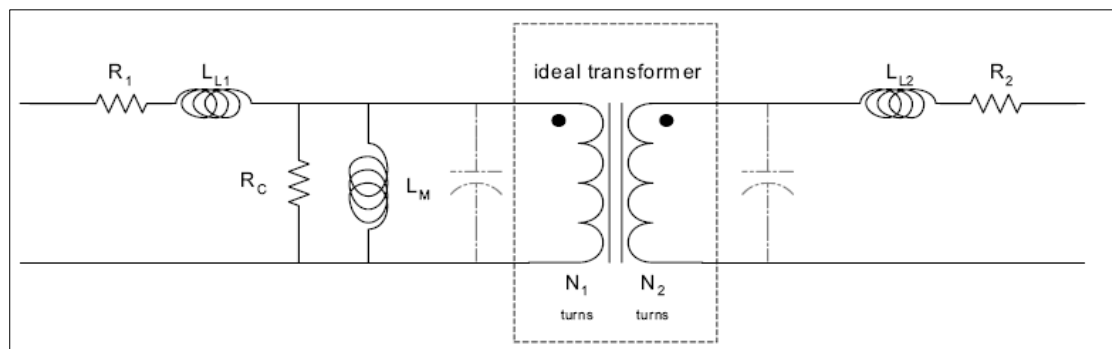 ideal transformer
R1
LL1
LL2
R2
RC
LM
N1
N2
turns
turns